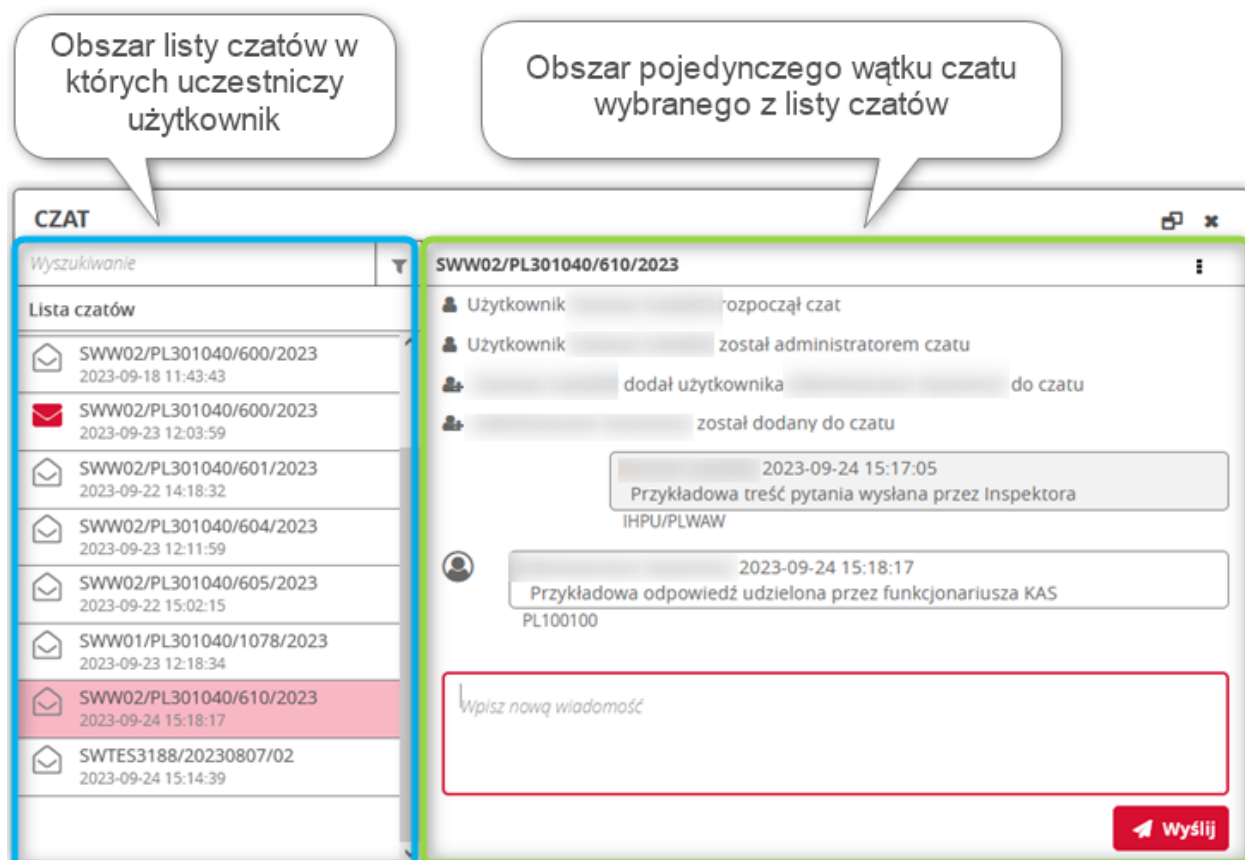 Obszar listy czatów w
których uczestniczy
użytkownik
Obszar pojedynczego wątku czatu
wybranego z listy czatów
CZAT
Wyszukiwanie
Lista czatów
SWW02/PL301040/600/2023
2023-09-18 11:43:43
SWW02/PL301040/600/2023
2023-09-23 12:03:59
SWW02/PL301040/601/2023
2023-09-22 14:18:32
SWW02/PL301040/604/2023
2023-09-23 12:11:59
SWW02/PL301040/605/2023
2023-09-22 15:02:15
SWW01/PL301040/1078/2023
2023-09-23 12:18:34
SWW02/PL301040/610/2023
2023-09-24 15:18:17
SWTES3188/20230807/02
2023-09-24 15:14:39
SWW02/PL301040/610/2023
Użytkownik rozpoczął czat
Użytkownik został administratorem czatu
dodał użytkownika do czatu
został dodany do czatu
2023-09-24 15:17:05
Przykładowa treść pytania wysłana przez Inspektora
IHPU/PLWAW
2023-09-24 15:18:17
Przykładowa odpowiedź udzielona przez funkcjonariusza KAS
PL100100
Wpisz nową wiadomość
Wyślij